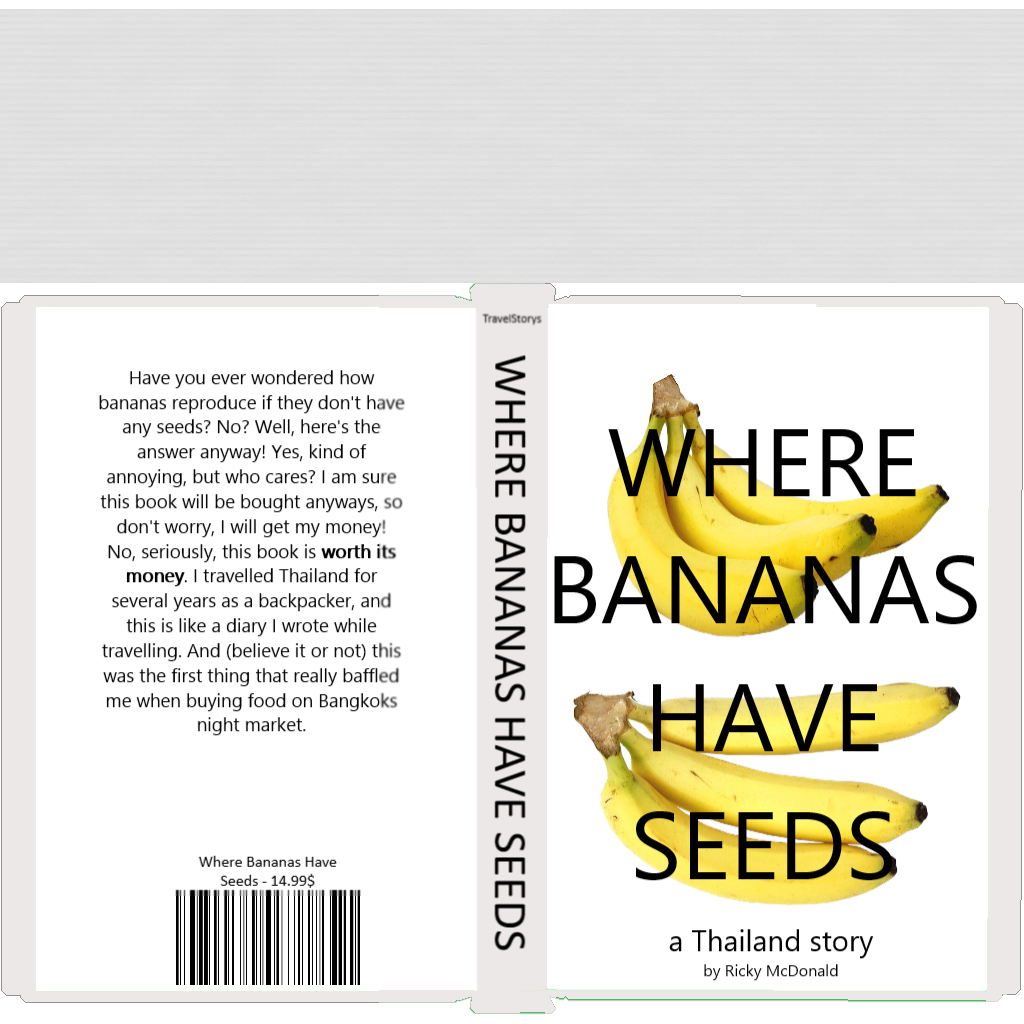 Have you ever wondered how
bananas reproduce if they don't have
any seeds? No? Well, here's the
answer anyway! Yes, kind of
annoying, but who cares? I am sure
this book will be bought anyways, so
don't worry, I will get my money!
No, seriously, this book is worth its
money. I travelled Thailand for
several years as a backpacker, and
this is like a diary I wrote while
travelling. And (believe it or not) this
was the first thing that really baffled
me when buying food on Bangkoks
night market.
Where Bananas Have
Seeds - 14.99$
TravelStorys
WHERE BANANAS HAVE SEEDS
WHERE
BANANAS
HAVE
SEEDS
a Thailand story
by Ricky McDonald